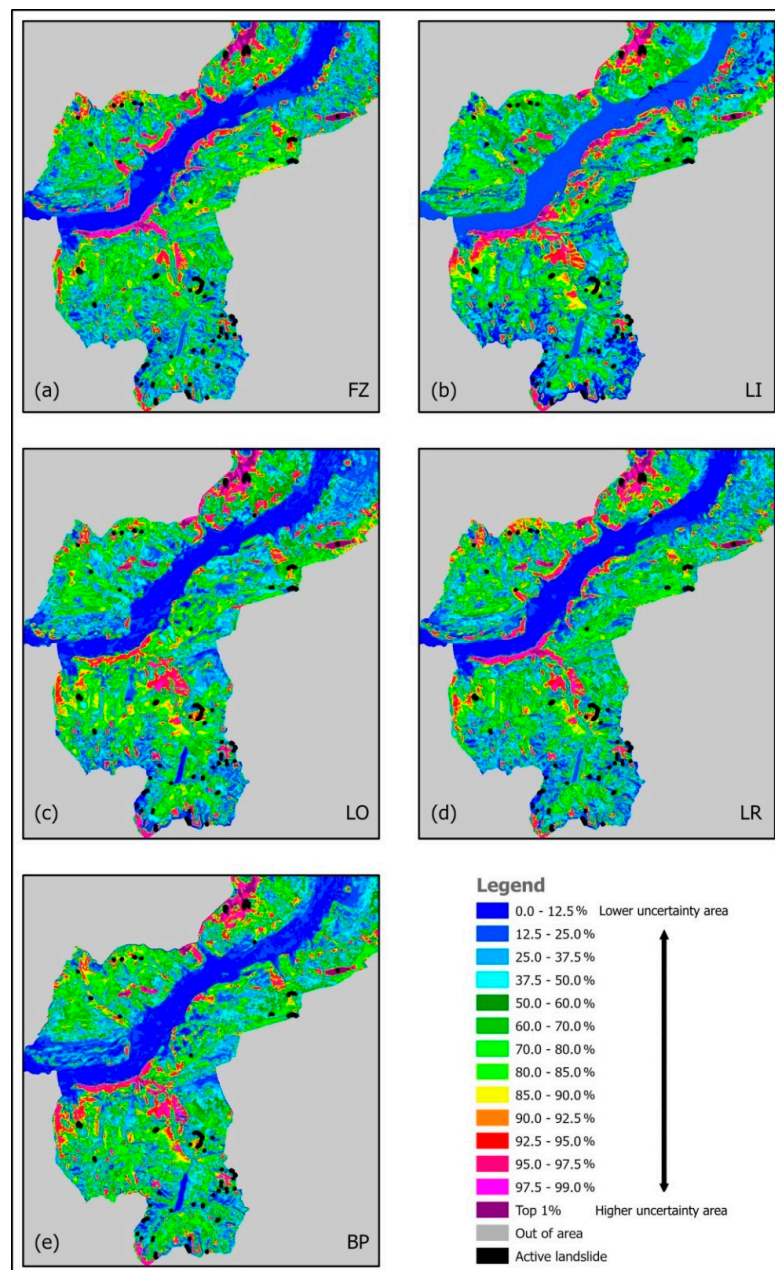 (a) FZ
(b) LI
(c) LO
(d) LR
(e) BP
Legend
0.0 - 12.5% Lower uncertainty area
12.5 - 25.0%
25.0 - 37.5%
37.5 - 50.0%
50.0 - 60.0%
60.0 - 70.0%
70.0 - 80.0%
80.0 - 85.0%
85.0 - 90.0%
90.0 - 92.5%
92.5 - 95.0%
95.0 - 97.5%
97.5 - 99.0%
Top 1% Higher uncertainty area
Out of area
Active landslide